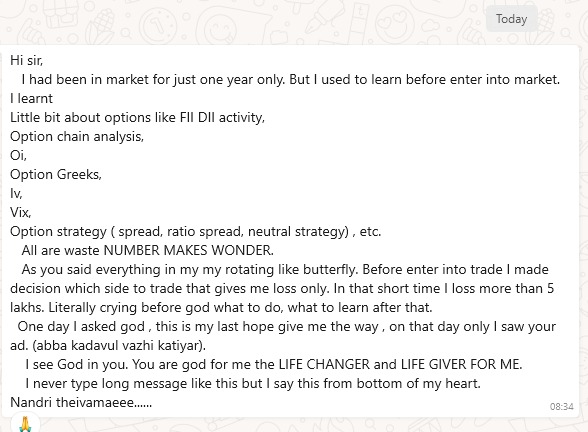 Today
Hi sir,
I had been in market for just one year only. But I used to learn before enter into market.
I learnt
Little bit about options like FII DII activity,
Option chain analysis,
Oi,
Option Greeks,
Iv,
Vix,
Option strategy ( spread, ratio spread, neutral strategy) , etc.
All are waste NUMBER MAKES WONDER.
As you said everything in my my rotating like butterfly. Before enter into trade I made
decision which side to trade that gives me loss only. In that short time I loss more than 5
lakhs. Literally crying before god what to do, what to learn after that.
One day I asked god , this is my last hope give me the way , on that day only I saw your
ad. (abba kadavul vazhi katiyar).
I see God in you. You are god for me the LIFE CHANGER and LIFE GIVER FOR ME.
I never type long message like this but I say this from bottom of my heart.
Nandri theivamaeee......
08:34